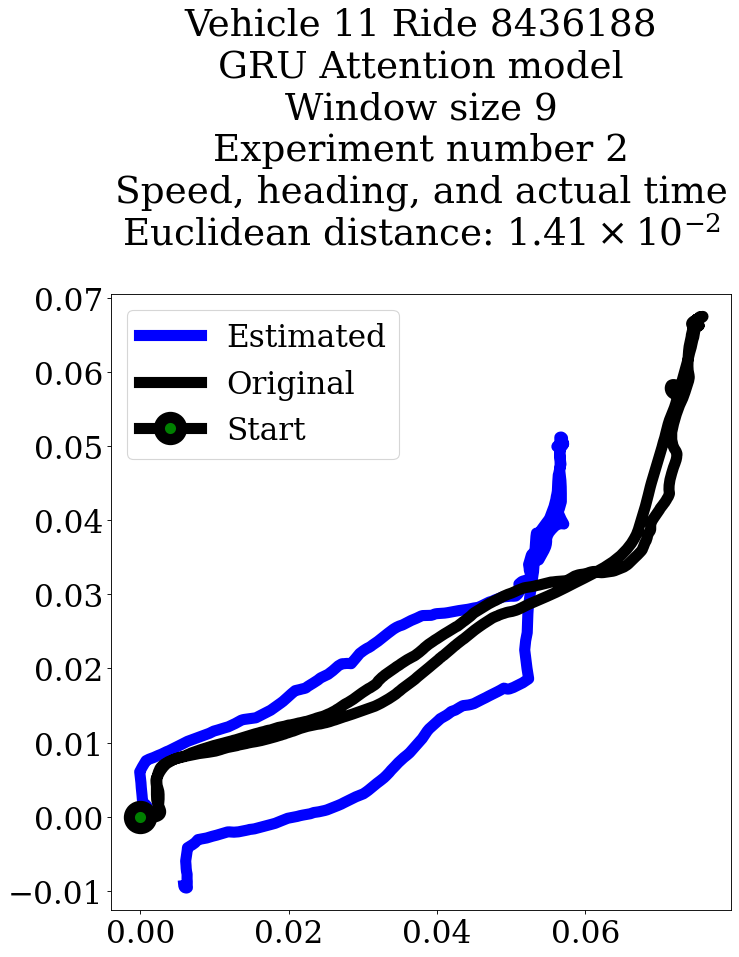 Vehicle 11 Ride 8436188
GRU Attention model
Window size 9
Experiment number 2
Speed, heading, and actual time
Euclidean distance: 1.41 × 10⁻²
Estimated
Original
Start
0.07
0.06
0.05
0.04
0.03
0.02
0.01
0.00
−0.01
0.00 0.02 0.04 0.06